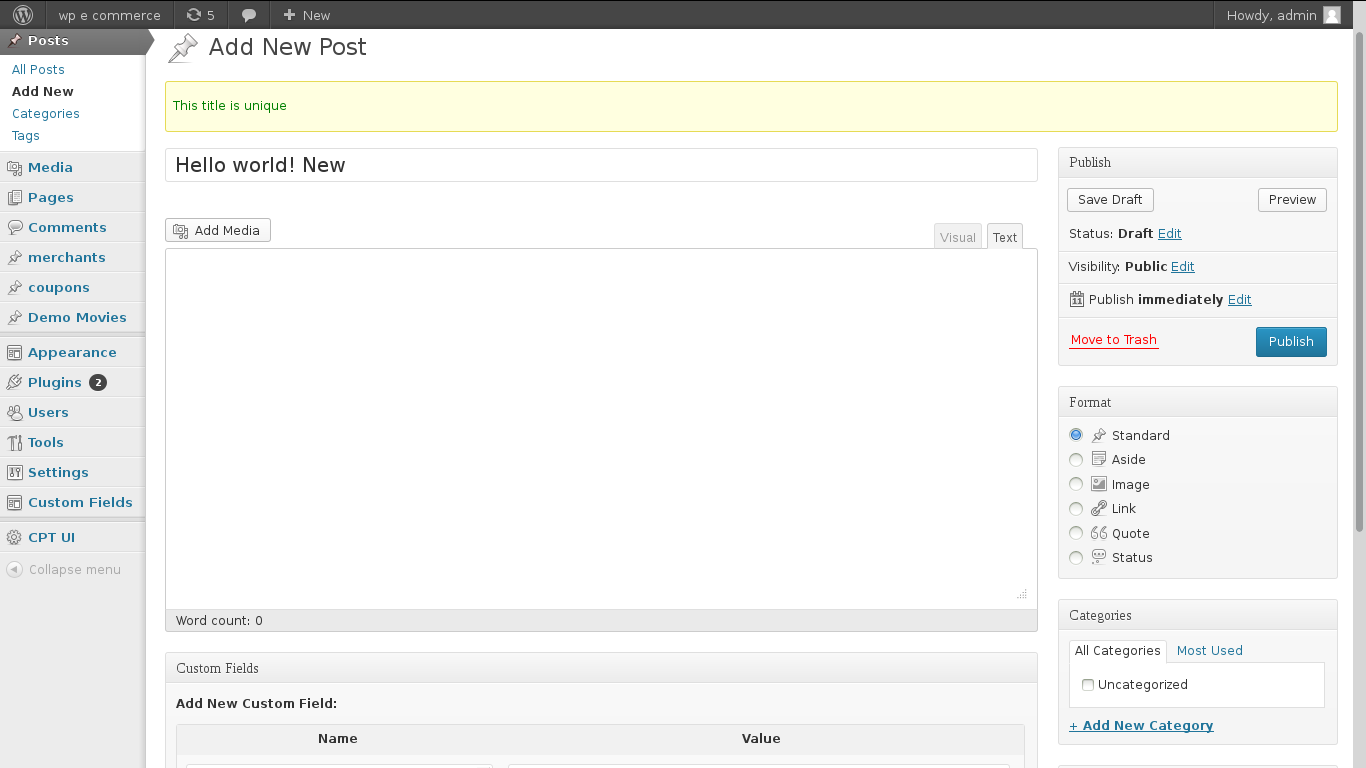 wp e commerce 5 New Howdy, admin
Posts
All Posts
Add New
Categories
Tags
Media
Pages
Comments
merchants
coupons
Demo Movies
Appearance
Plugins 2
Users
Tools
Settings
Custom Fields
CPT UI
Collapse menu
Add New Post
This title is unique
Hello world! New
Add Media
Visual Text
Word count: 0
Custom Fields
Add New Custom Field:
Name Value
Publish
Save Draft Preview
Status: Draft Edit
Visibility: Public Edit
Publish immediately Edit
Move to Trash Publish
Format
Standard
Aside
Image
Link
Quote
Status
Categories
All Categories Most Used
Uncategorized
+ Add New Category